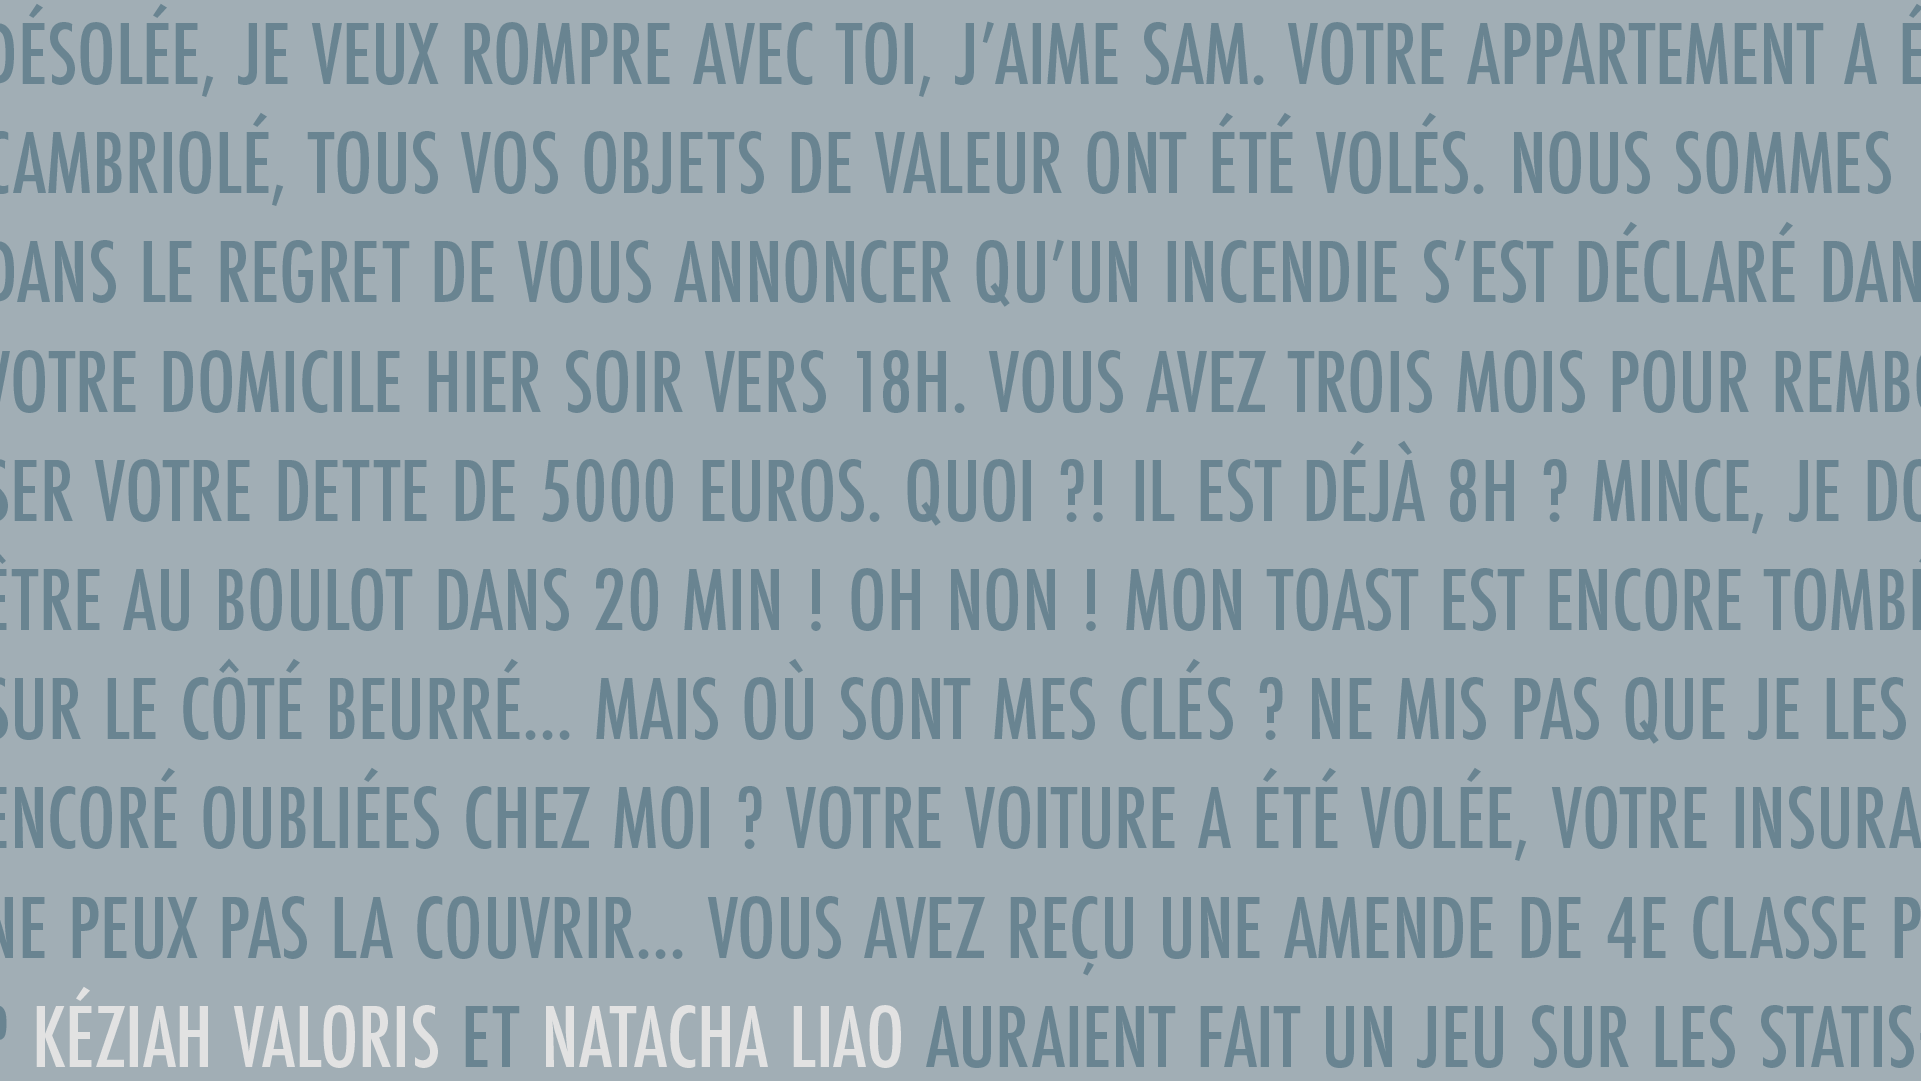 DÉSOLÉE, JE VEUX ROMPRE AVEC TOI, J’AIME SAM. VOTRE APPARTEMENT A É
CAMBRIOLÉ, TOUS VOS OBJETS DE VALEUR ONT ÉTÉ VOLÉS. NOUS SOMMES
DANS LE REGRET DE VOUS ANNONCER QU’UN INCENDIE S’EST DÉCLARÉ DAN
VOTRE DOMICILE HIER SOIR VERS 18H. VOUS AVEZ TROIS MOIS POUR REMBO
SER VOTRE DETTE DE 5000 EUROS. QUOI ?! IL EST DÉJÀ 8H ? MINCE, JE DO
ÊTRE AU BOULOT DANS 20 MIN ! OH NON ! MON TOAST EST ENCORE TOMBÉ
SUR LE CÔTÉ BEURRÉ... MAIS OÙ SONT MES CLÉS ? NE MIS PAS QUE JE LES
ENCORÉ OUBLIÉES CHEZ MOI ? VOTRE VOITURE A ÉTÉ VOLÉE, VOTRE INSURA
NE PEUX PAS LA COUVRIR... VOUS AVEZ REÇU UNE AMENDE DE 4E CLASSE P
? KÉZIAH VALORIS ET NATACHA LIAO AURAIENT FAIT UN JEU SUR LES STATIS